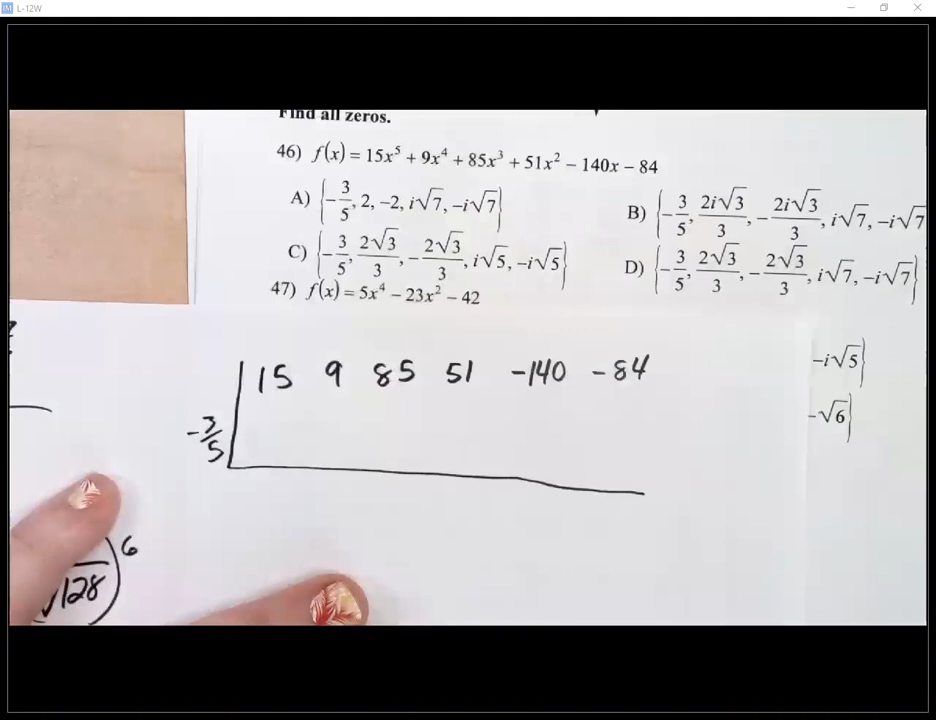 L-12W
Find all zeros.
46) f(x) = 15x⁵ + 9x⁴ + 85x³ + 51x² − 140x − 84
A) {−3/5, 2, −2, i√7, −i√7}
B) {−3/5, 2i√3/3, −2i√3/3, i√7, −i√7
C) {−3/5, 2√3/3, −2√3/3, i√5, −i√5}
D) {−3/5, 2√3/3, −2√3/3, i√7, −i√7}
47) f(x) = 5x⁴ − 23x² − 42
−i√5}
−√6}
15 9 85 51 -140 -84
-3/5
√128)⁶